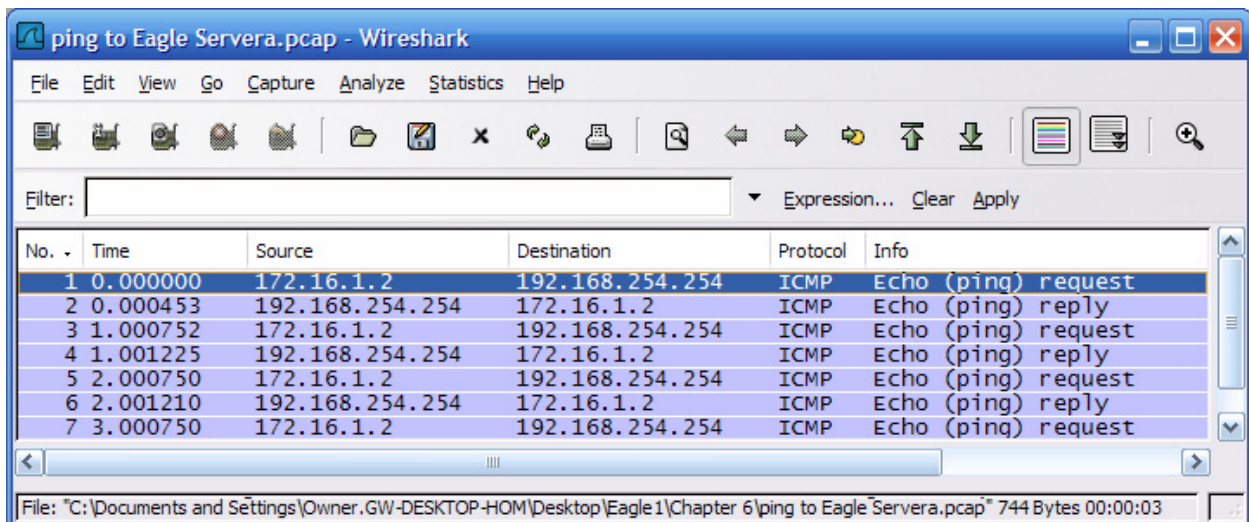 ping to Eagle Servera.pcap - Wireshark
File Edit View Go Capture Analyze Statistics Help
Filter: Expression... Clear Apply
No. Time Source Destination Protocol Info
1 0.000000 172.16.1.2 192.168.254.254 ICMP Echo (ping) request
2 0.000453 192.168.254.254 172.16.1.2 ICMP Echo (ping) reply
3 1.000752 172.16.1.2 192.168.254.254 ICMP Echo (ping) request
4 1.001225 192.168.254.254 172.16.1.2 ICMP Echo (ping) reply
5 2.000750 172.16.1.2 192.168.254.254 ICMP Echo (ping) request
6 2.001210 192.168.254.254 172.16.1.2 ICMP Echo (ping) reply
7 3.000750 172.16.1.2 192.168.254.254 ICMP Echo (ping) request
File: "C:\Documents and Settings\Owner.GW-DESKTOP-HOM\Desktop\Eagle1\Chapter 6\ping to Eagle Servera.pcap" 744 Bytes 00:00:03